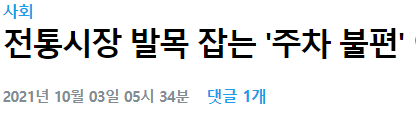 사회
전통시장 발목 잡는 '주차 불편'
2021년 10월 03일 05시 34분 댓글 1개